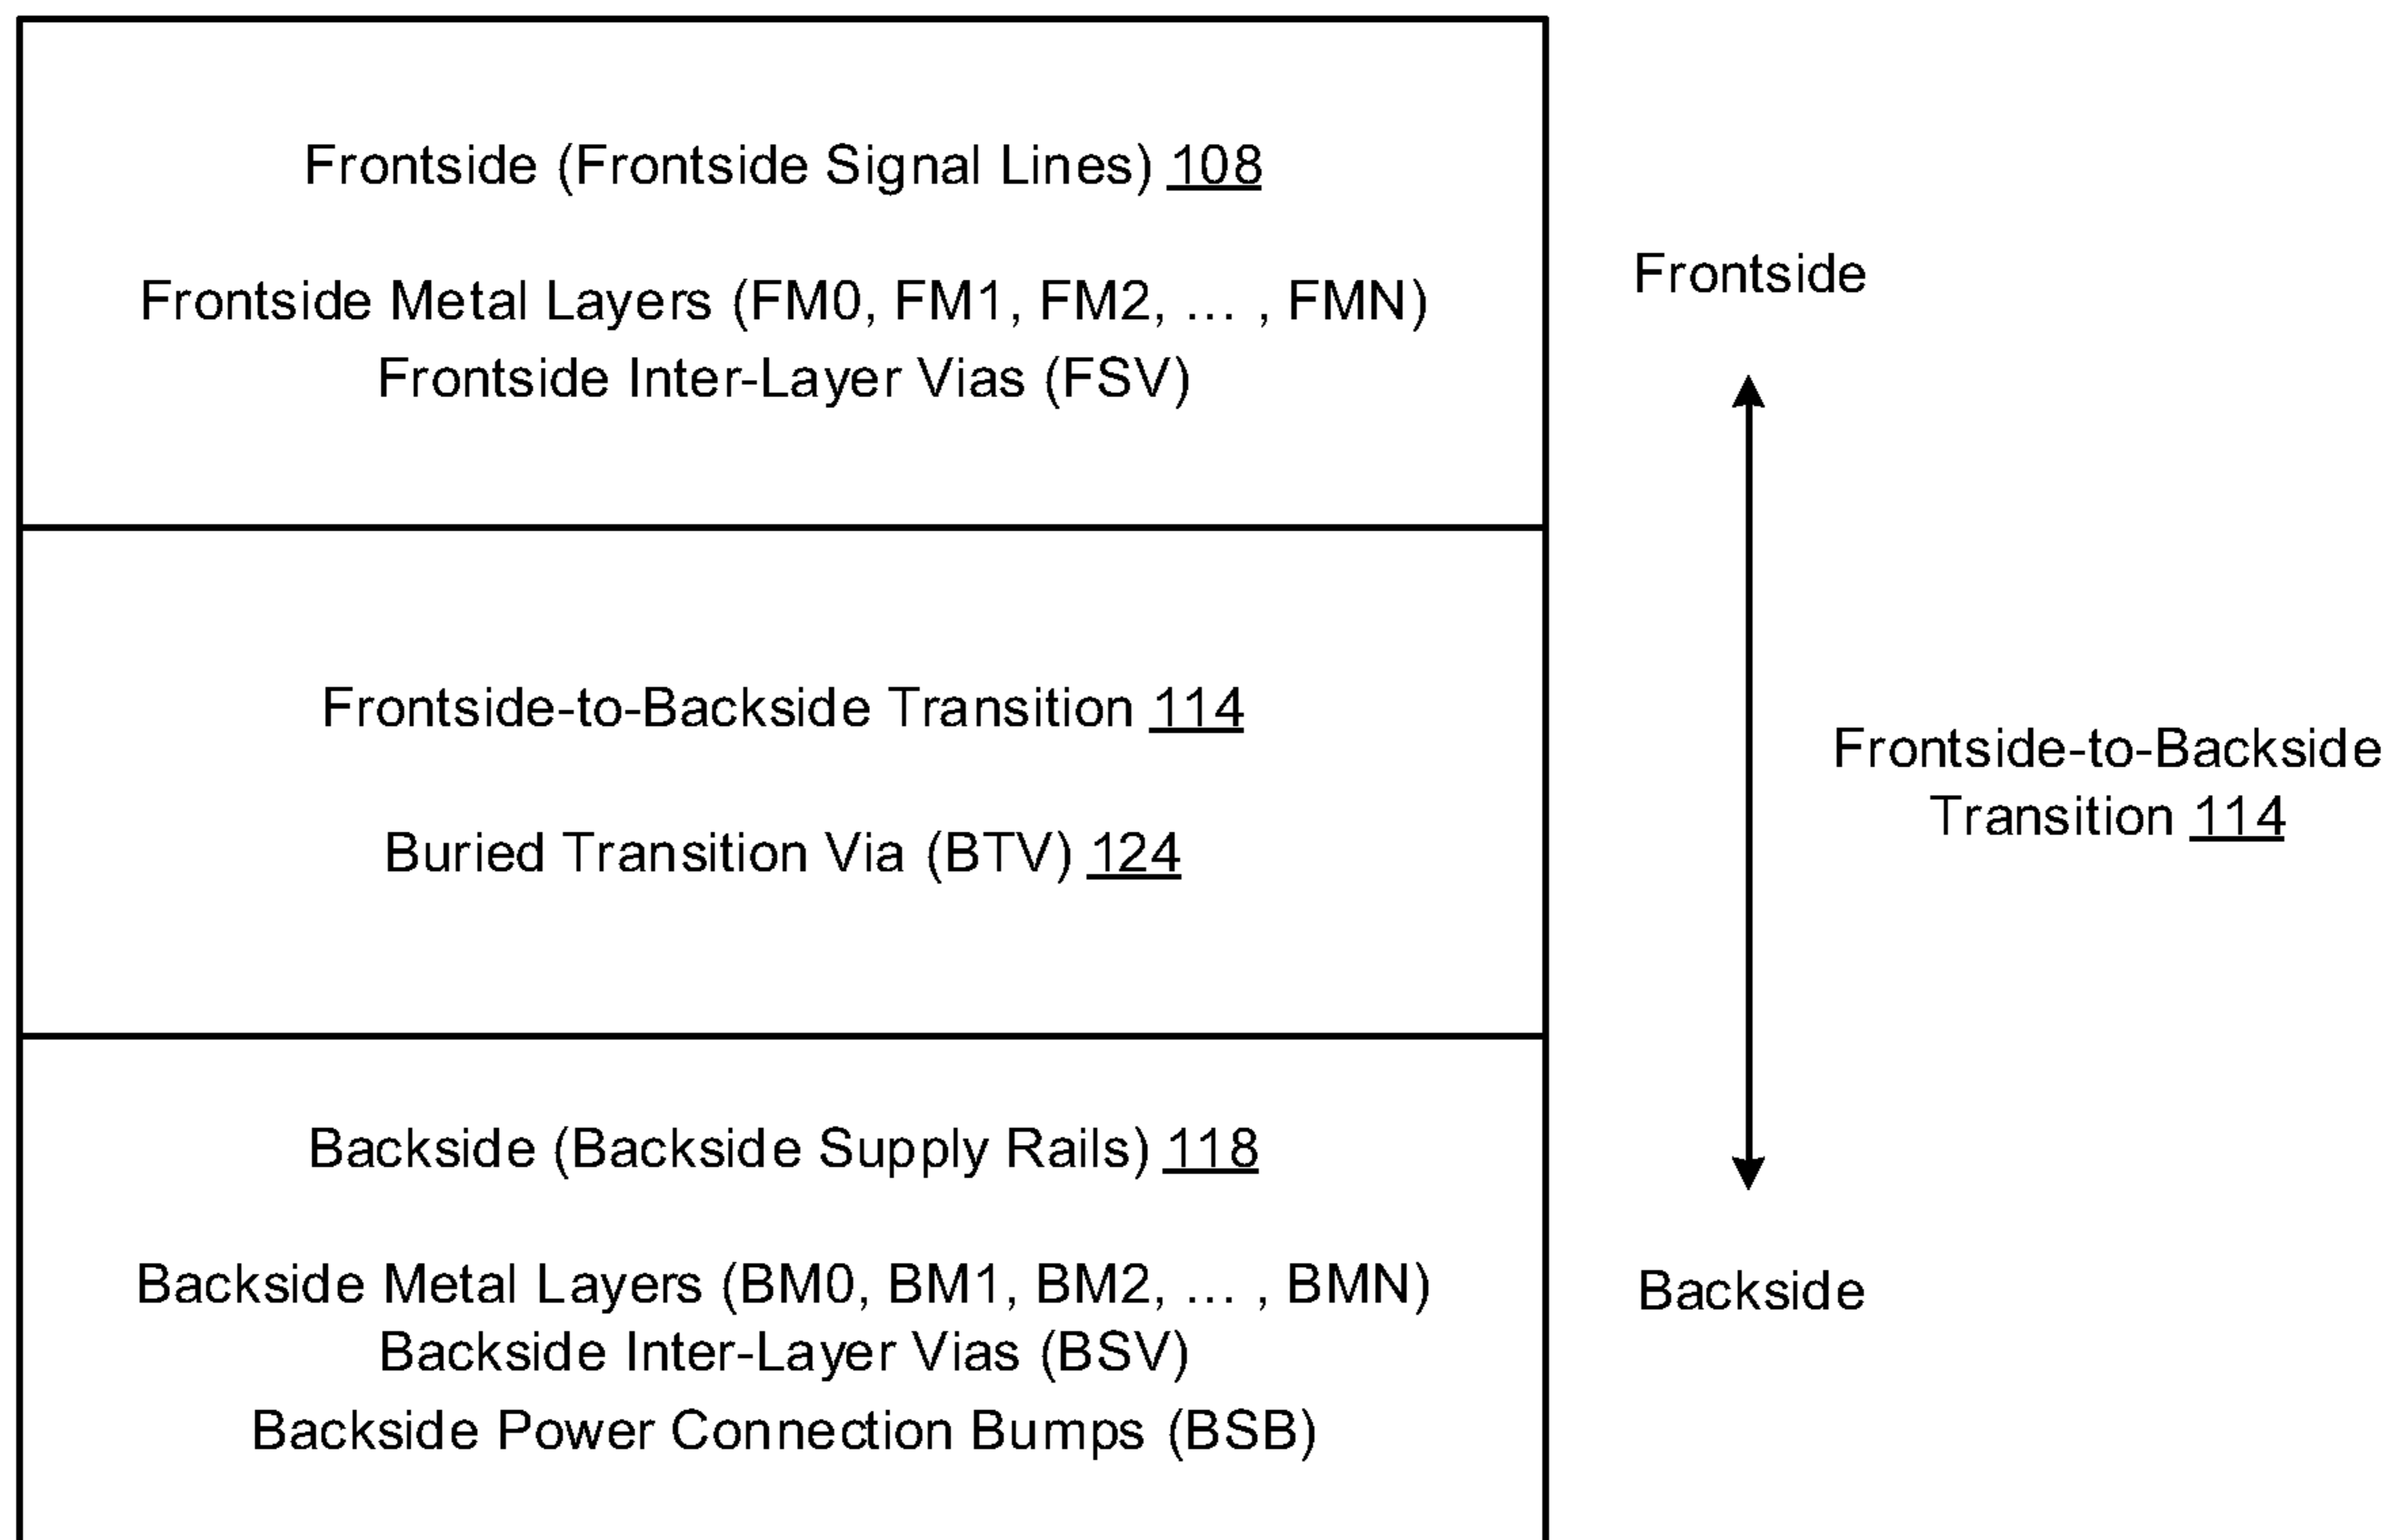 Frontside (Frontside Signal Lines) 108
Frontside Metal Layers (FM0, FM1, FM2, ... , FMN)
Frontside Inter-Layer Vias (FSV)
Frontside
Frontside-to-Backside Transition 114
Buried Transition Via (BTV) 124
Frontside-to-Backside
Transition 114
Backside (Backside Supply Rails) 118
Backside Metal Layers (BM0, BM1, BM2, ... , BMN)
Backside Inter-Layer Vias (BSV)
Backside Power Connection Bumps (BSB)
Backside